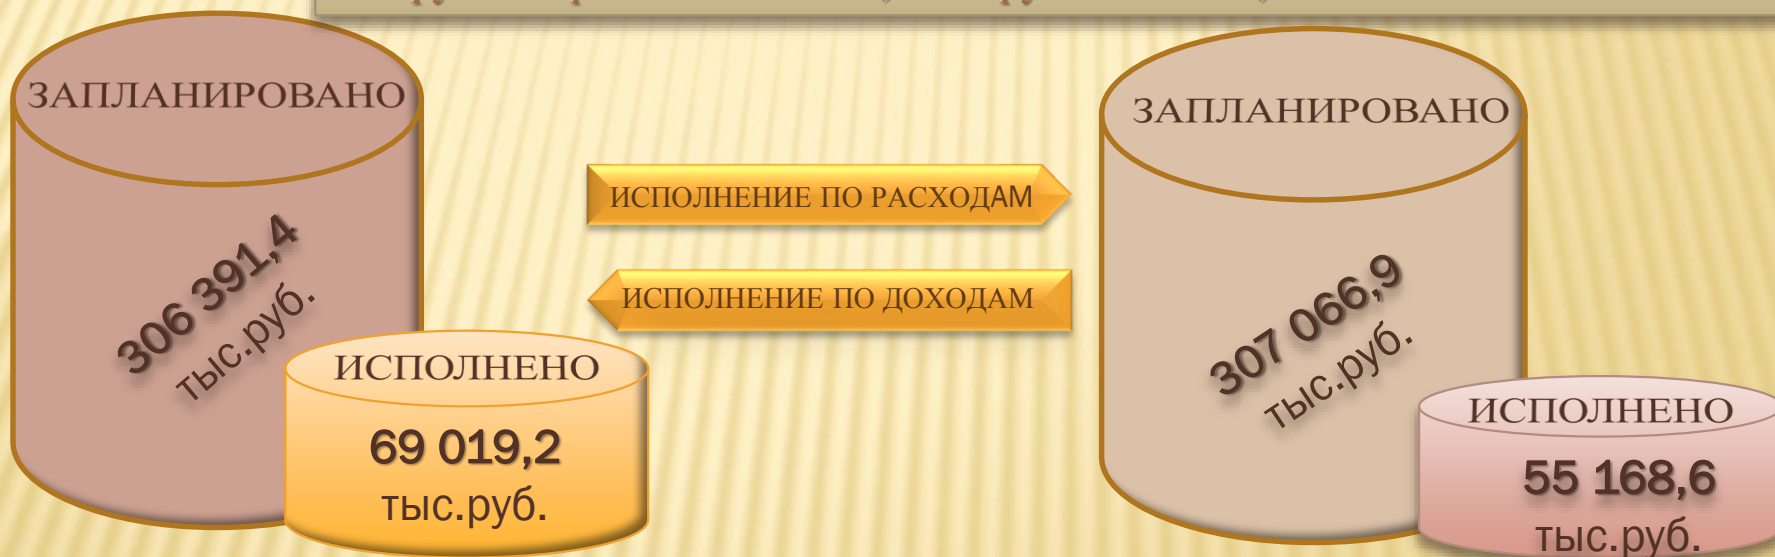 ЗАПЛАНИРОВАНО
306 391,4
тыс.руб.
ИСПОЛНЕНО
69 019,2
тыс.руб.
ИСПОЛНЕНИЕ ПО РАСХОДАМ
ИСПОЛНЕНИЕ ПО ДОХОДАМ
ЗАПЛАНИРОВАНО
307 066,9
тыс.руб.
ИСПОЛНЕНО
55 168,6
тыс.руб.